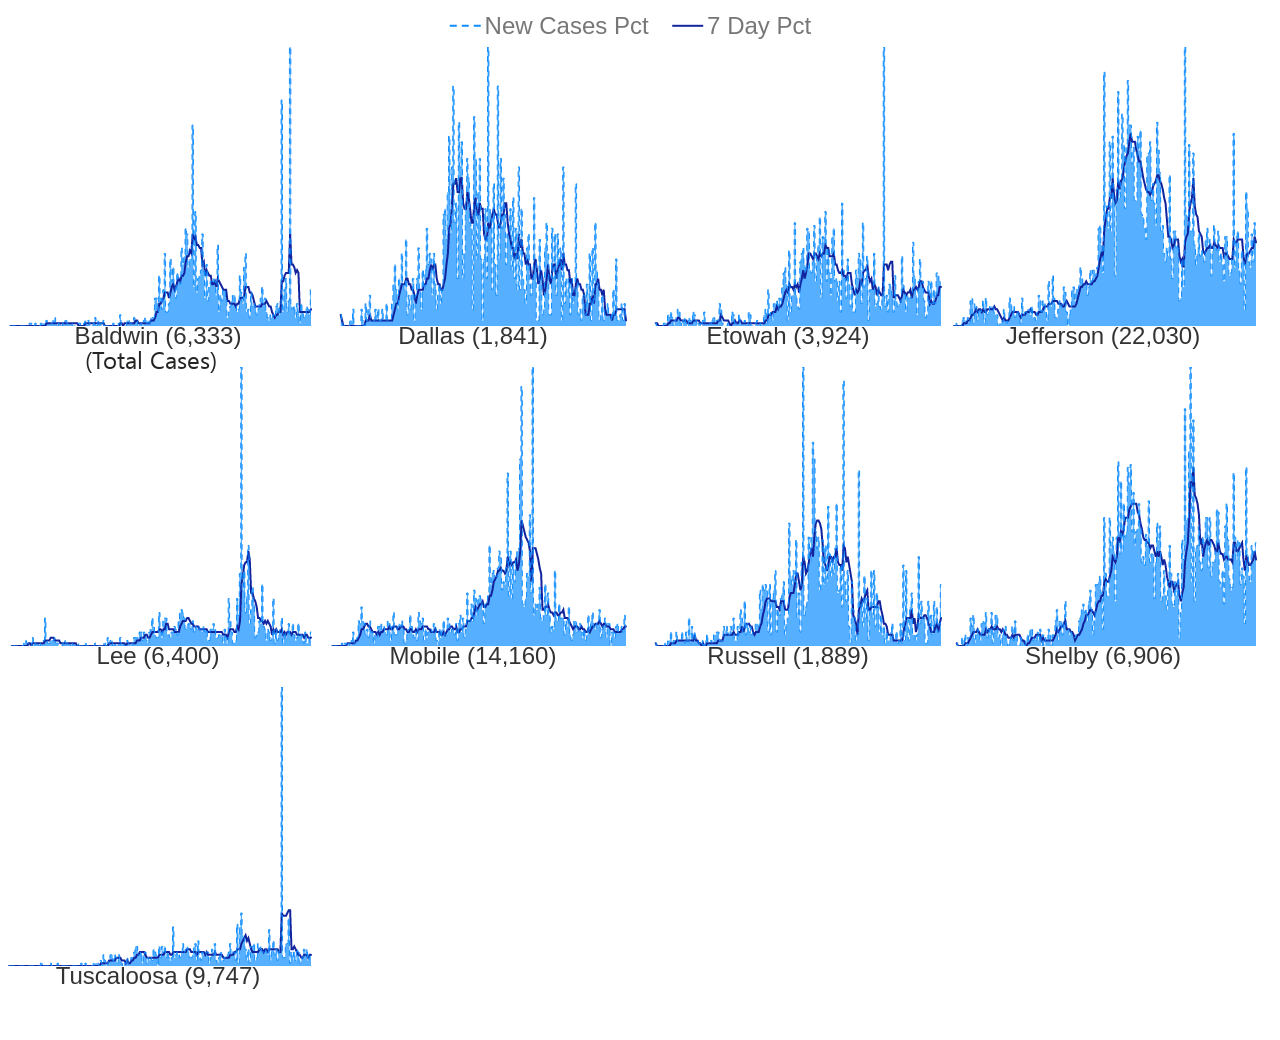 New Cases Pct 7 Day Pct
Baldwin (6,333) Dallas (1,841) Etowah (3,924) Jefferson (22,030)
(Total Cases)
Lee (6,400) Mobile (14,160) Russell (1,889) Shelby (6,906)
Tuscaloosa (9,747)